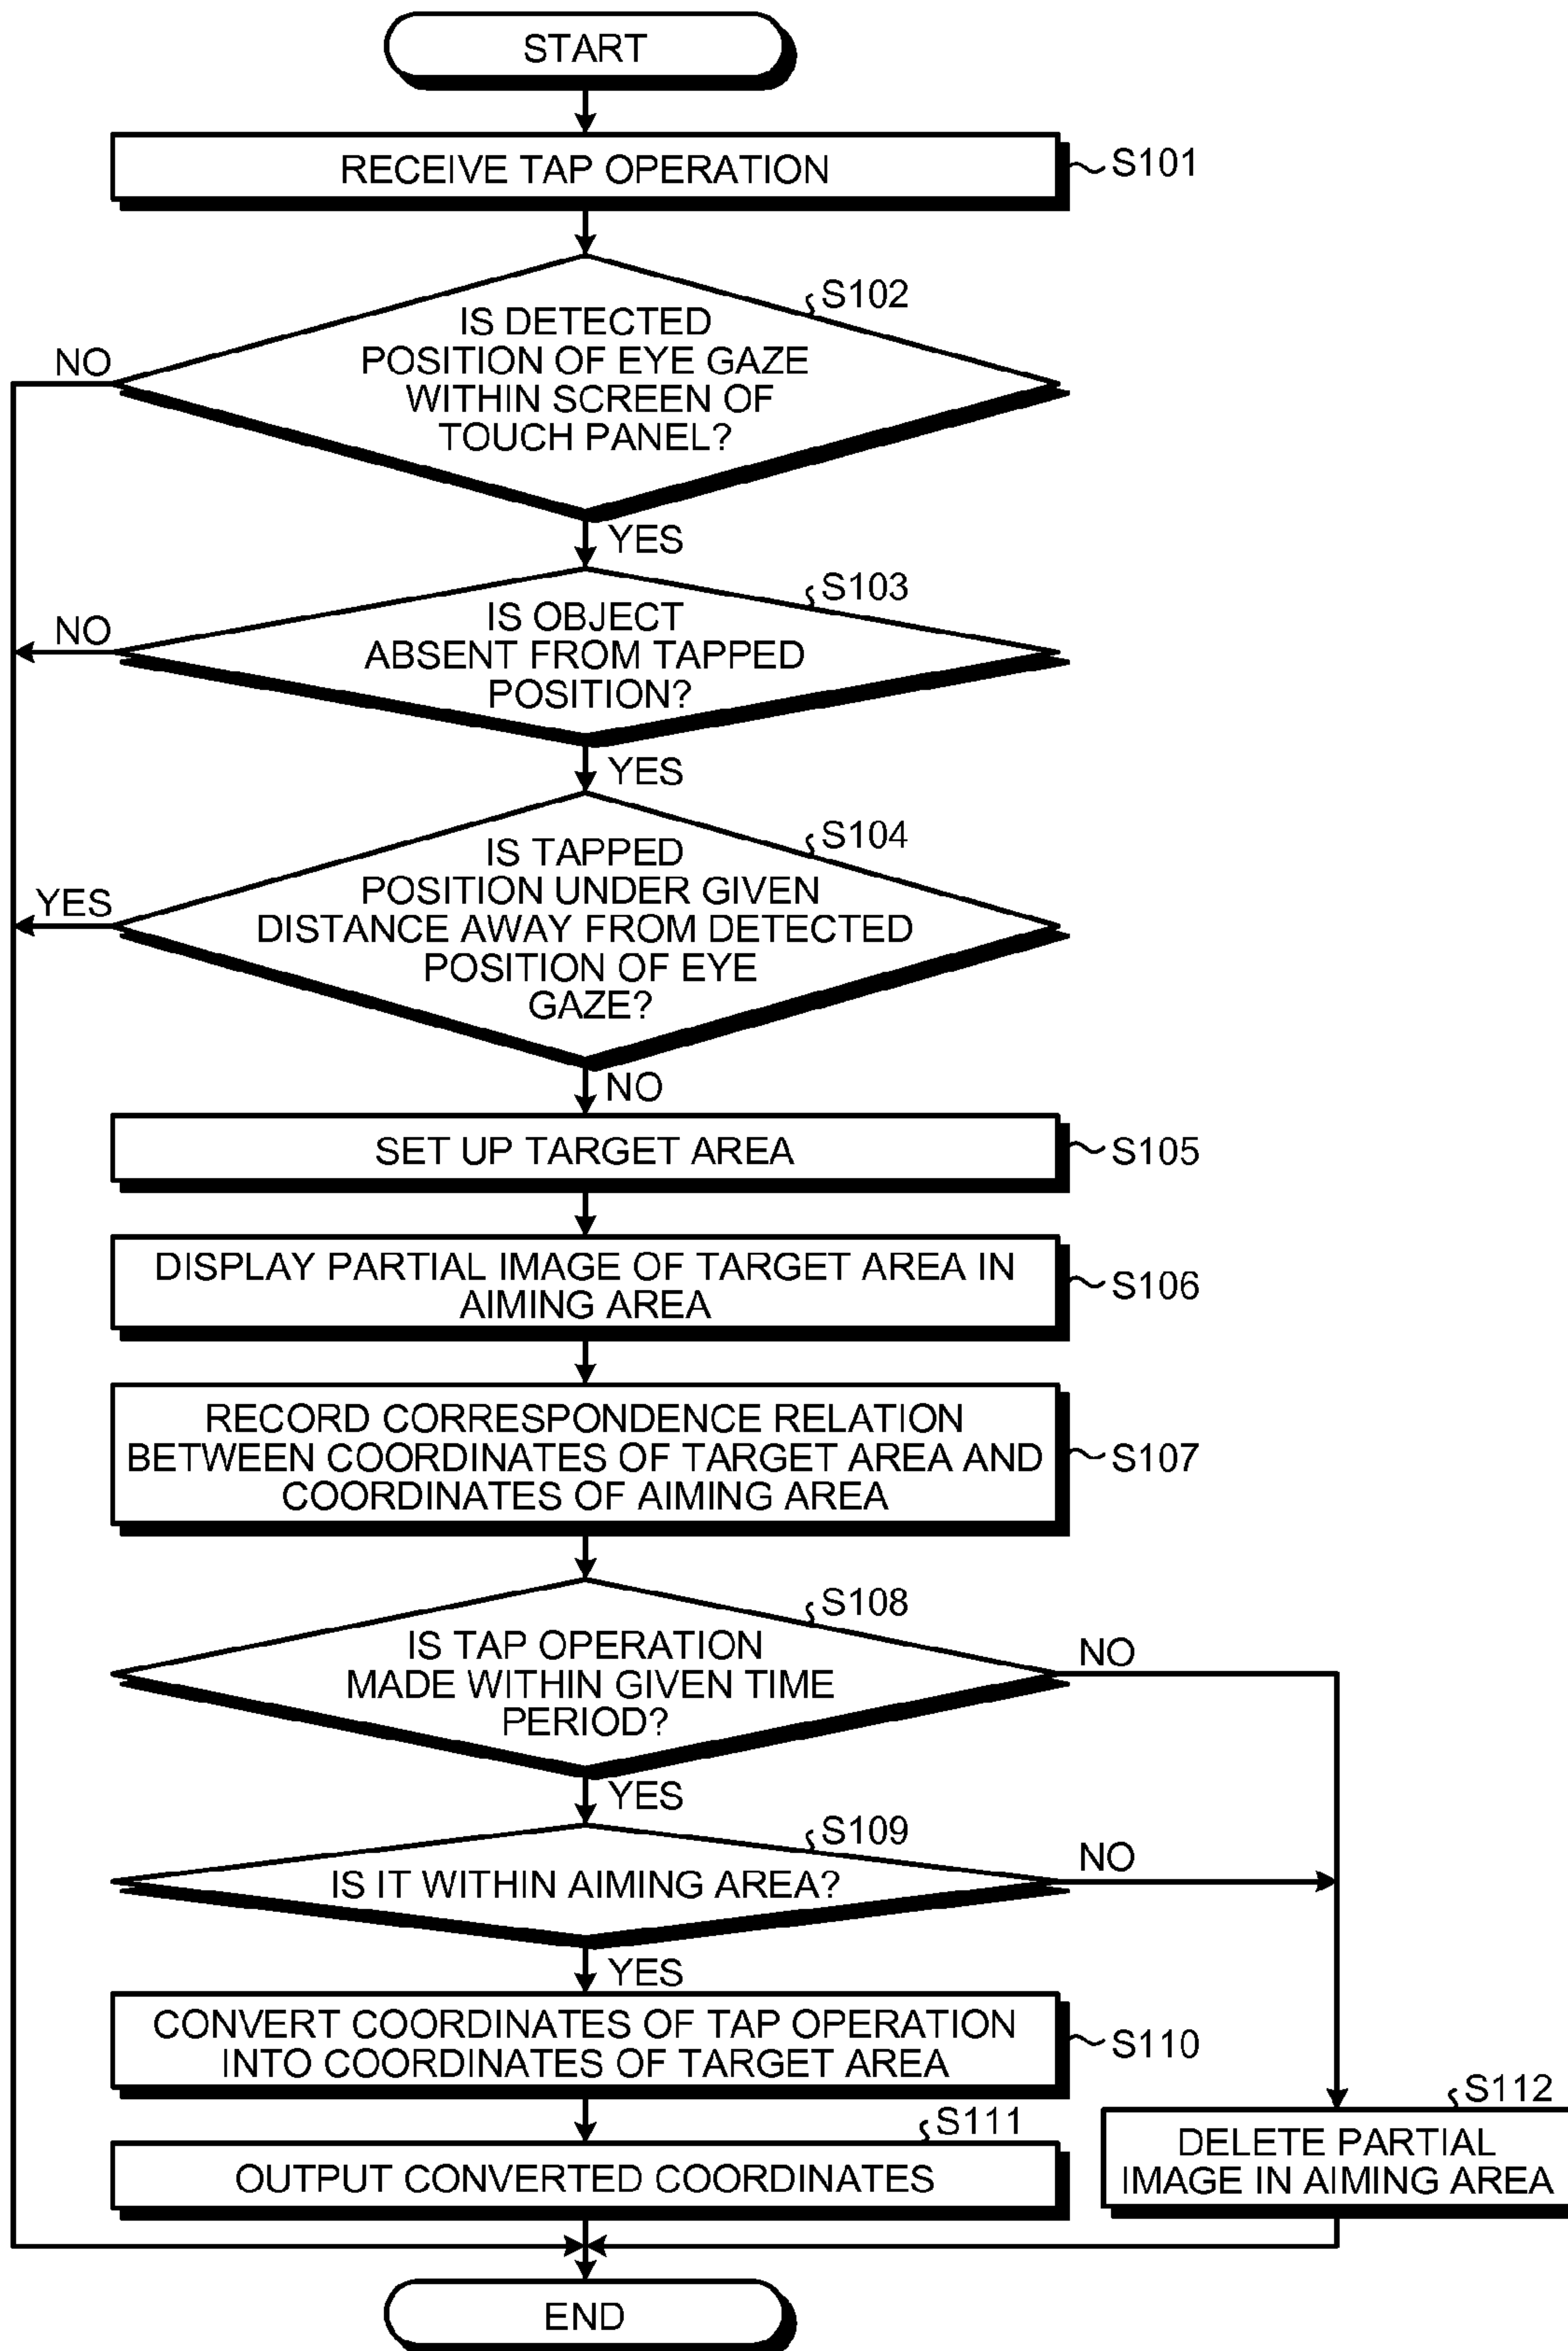 START
RECEIVE TAP OPERATION
S101
S102
IS DETECTED
POSITION OF EYE GAZE
WITHIN SCREEN OF
TOUCH PANEL?
NO
YES
S103
IS OBJECT
ABSENT FROM TAPPED
POSITION?
NO
YES
S104
IS TAPPED
POSITION UNDER GIVEN
DISTANCE AWAY FROM DETECTED
POSITION OF EYE
GAZE?
YES
NO
SET UP TARGET AREA
S105
DISPLAY PARTIAL IMAGE OF TARGET AREA IN
AIMING AREA
S106
RECORD CORRESPONDENCE RELATION
BETWEEN COORDINATES OF TARGET AREA AND
COORDINATES OF AIMING AREA
S107
S108
IS TAP OPERATION
MADE WITHIN GIVEN TIME
PERIOD?
NO
YES
S109
IS IT WITHIN AIMING AREA?
NO
YES
CONVERT COORDINATES OF TAP OPERATION
INTO COORDINATES OF TARGET AREA
S110
S111
OUTPUT CONVERTED COORDINATES
S112
DELETE PARTIAL
IMAGE IN AIMING AREA
END